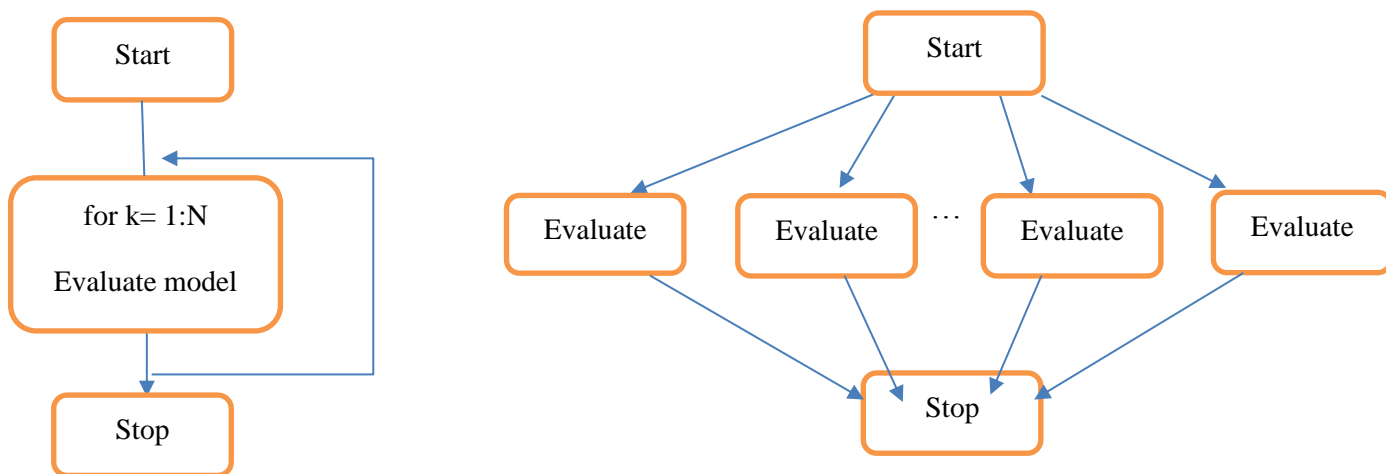 Start
for k= 1:N
Evaluate model
Stop
Start
Evaluate
Evaluate
…
Evaluate
Evaluate
Stop